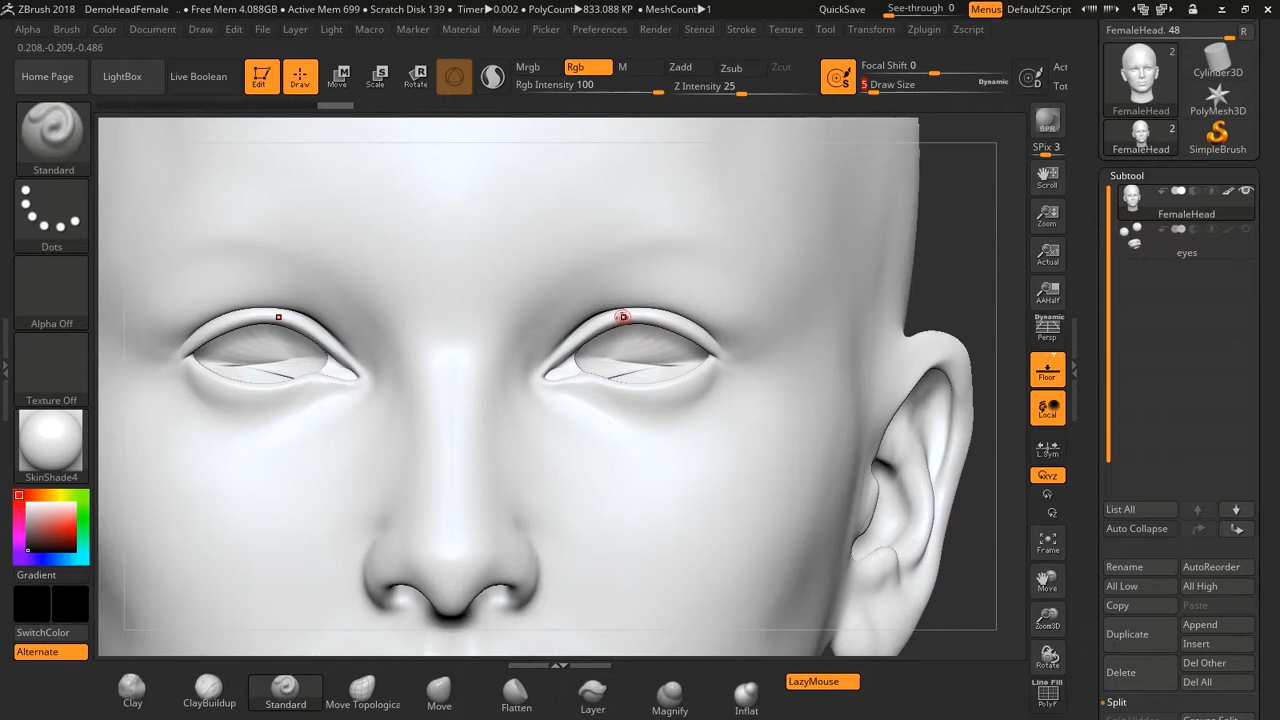 ZBrush 2018 DemoHeadFemale .. • Free Mem 4.088GB • Active Mem 699 • Scratch Disk 139 • Timer▶0.002 • PolyCount▶833.088 KP • MeshCount▶1 QuickSave See-through 0 Menus DefaultZScript
Alpha Brush Color Document Draw Edit File Layer Light Macro Marker Material Movie Picker Preferences Render Stencil Stroke Texture Tool Transform Zplugin Zscript
0.208,-0.209,-0.486
Home Page LightBox Live Boolean
Edit Draw Move Scale Rotate
M S R
Mrgb Rgb M
Rgb Intensity 100
Zadd Zsub Zcut
Z Intensity 25
S
Focal Shift 0
5 Draw Size Dynamic
D
Act
Tot
Standard
Dots
Alpha Off
Texture Off
SkinShade4
Gradient
SwitchColor
Alternate
BPR
SPix 3
Scroll
Zoom
Actual
AAHalf
Dynamic
Persp
Floor
Local
L.Sym
XYZ
Y
Z
Frame
Move
Zoom3D
Rotate
Line Fill
PolyF
FemaleHead. 48 R
2
FemaleHead
Cylinder3D
PolyMesh3D
2
FemaleHead
SimpleBrush
Subtool
FemaleHead
eyes
List All
Auto Collapse
Rename AutoReorder
All Low All High
Copy Paste
Duplicate Append
Insert
Delete Del Other
Del All
Split
Clay ClayBuildup Standard Move Topologica Move Flatten Layer Magnify Inflat
LazyMouse